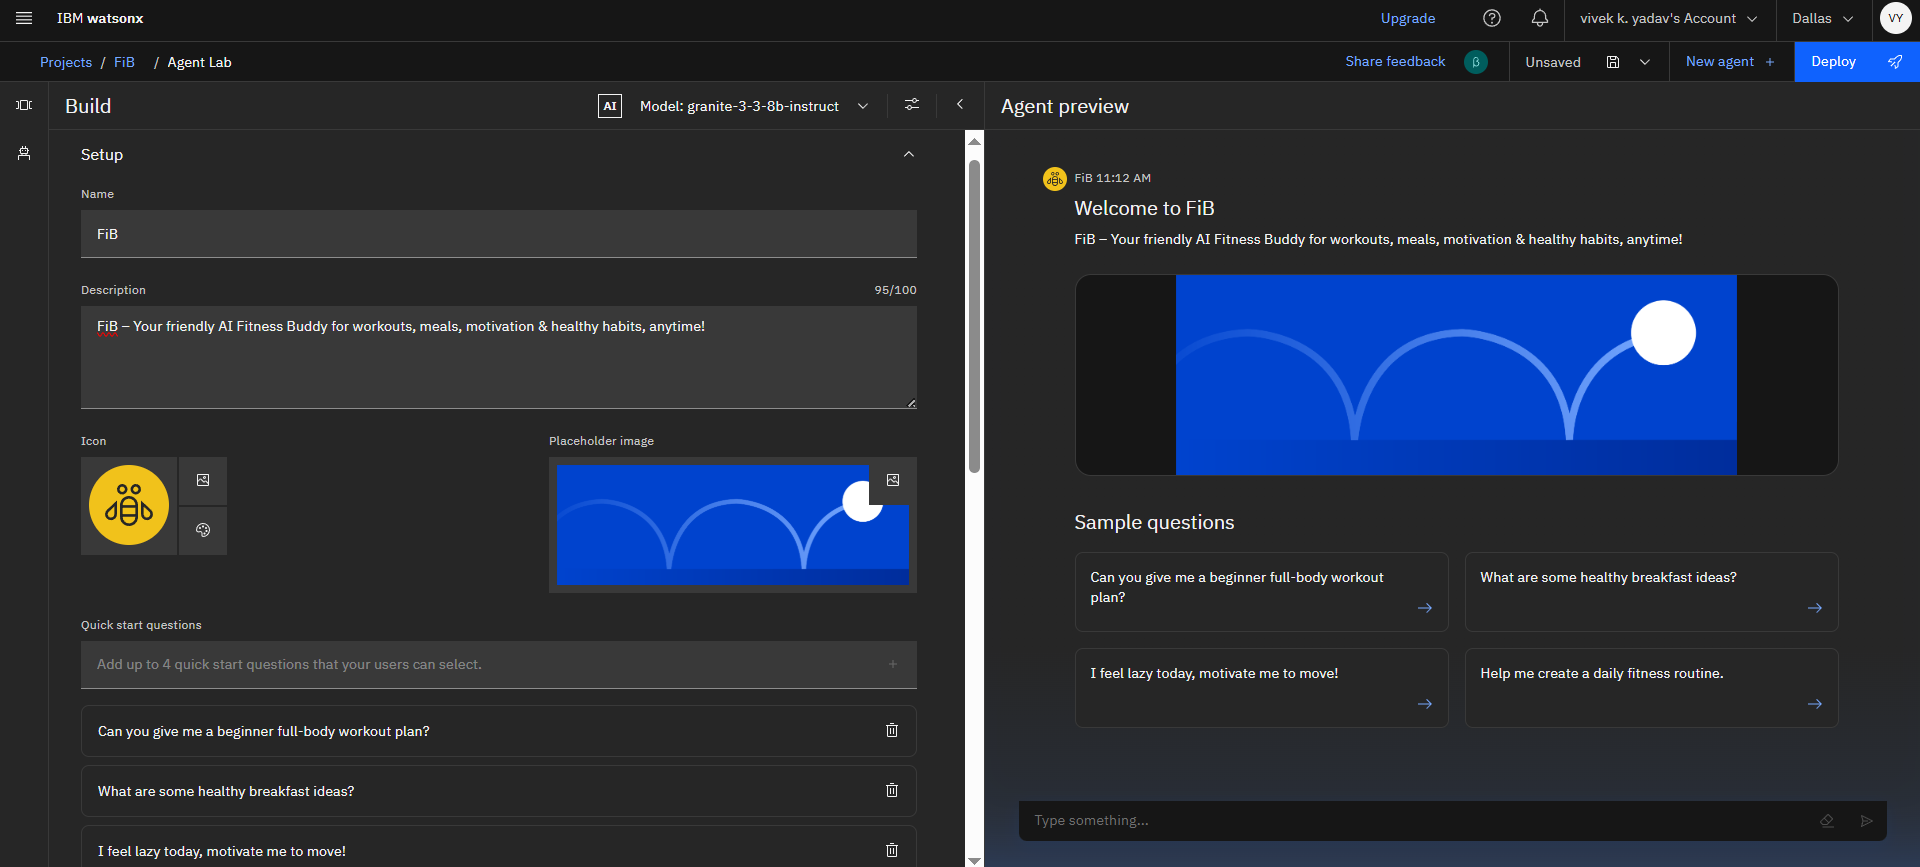 IBM watsonx
Upgrade
vivek k. yadav's Account
Dallas
VY
Projects / FiB / Agent Lab
Share feedback
β
Unsaved
New agent +
Deploy
Build
AI
Model: granite-3-3-8b-instruct
Agent preview
Setup
Name
FiB
Description
95/100
FiB – Your friendly AI Fitness Buddy for workouts, meals, motivation & healthy habits, anytime!
Icon
Placeholder image
Quick start questions
Add up to 4 quick start questions that your users can select.
Can you give me a beginner full-body workout plan?
What are some healthy breakfast ideas?
I feel lazy today, motivate me to move!
FiB 11:12 AM
Welcome to FiB
FiB – Your friendly AI Fitness Buddy for workouts, meals, motivation & healthy habits, anytime!
Sample questions
Can you give me a beginner full-body workout
plan?
What are some healthy breakfast ideas?
I feel lazy today, motivate me to move!
Help me create a daily fitness routine.
Type something...